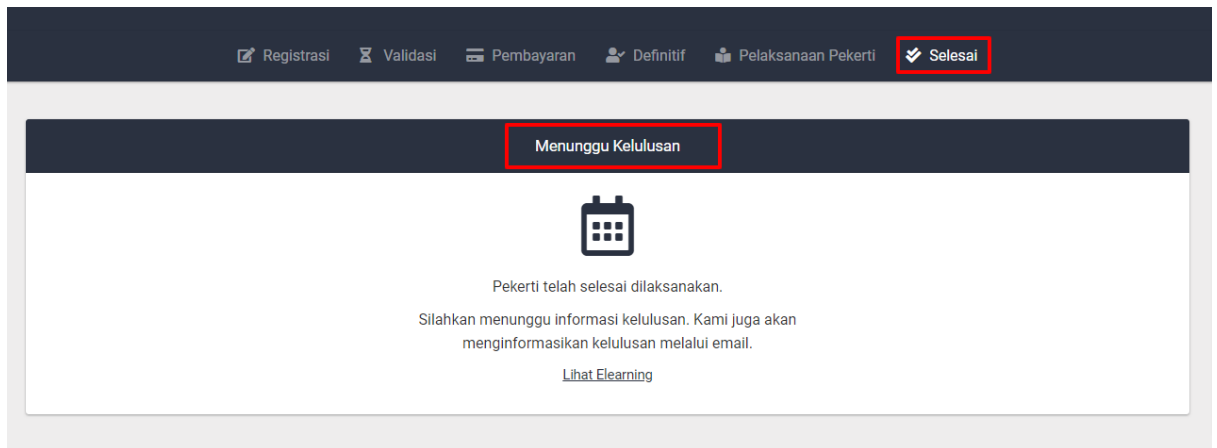 Registrasi Validasi Pembayaran Definitif Pelaksanaan Pekerti Selesai
Menunggu Kelulusan
Pekerti telah selesai dilaksanakan.
Silahkan menunggu informasi kelulusan. Kami juga akan
menginformasikan kelulusan melalui email.
Lihat Elearning